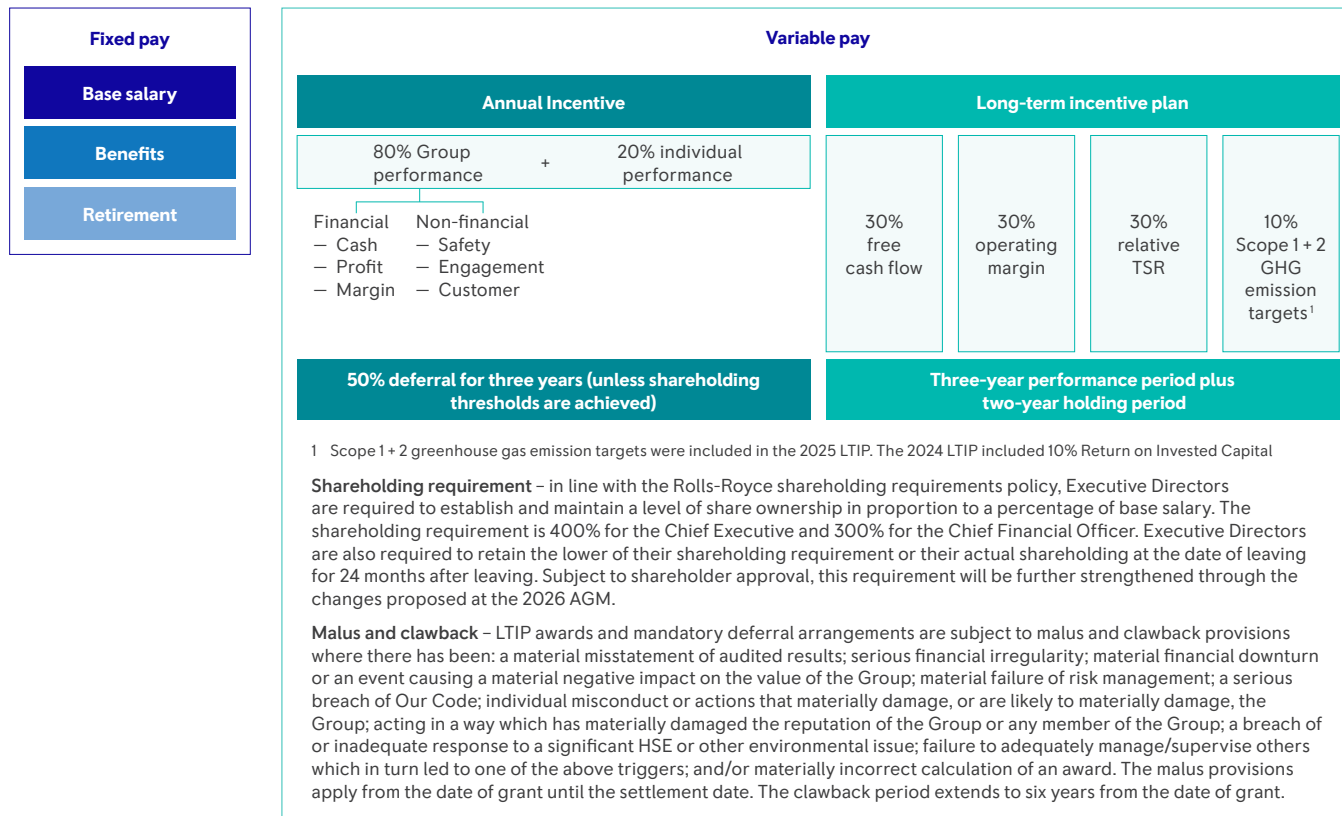 Fixed pay
Base salary
Benefits
Retirement
Variable pay
Annual Incentive
80% Group
performance
+
20% individual
performance
Financial
— Cash
— Profit
— Margin
Non-financial
— Safety
— Engagement
— Customer
50% deferral for three years (unless shareholding
thresholds are achieved)
Long-term incentive plan
30%
free
cash flow
30%
operating
margin
30%
relative
TSR
10%
Scope 1 + 2
GHG
emission
targets¹
Three-year performance period plus
two-year holding period
1 Scope 1 + 2 greenhouse gas emission targets were included in the 2025 LTIP. The 2024 LTIP included 10% Return on Invested Capital
Shareholding requirement – in line with the Rolls-Royce shareholding requirements policy, Executive Directors
are required to establish and maintain a level of share ownership in proportion to a percentage of base salary. The
shareholding requirement is 400% for the Chief Executive and 300% for the Chief Financial Officer. Executive Directors
are also required to retain the lower of their shareholding requirement or their actual shareholding at the date of leaving
for 24 months after leaving. Subject to shareholder approval, this requirement will be further strengthened through the
changes proposed at the 2026 AGM.
Malus and clawback – LTIP awards and mandatory deferral arrangements are subject to malus and clawback provisions
where there has been: a material misstatement of audited results; serious financial irregularity; material financial downturn
or an event causing a material negative impact on the value of the Group; material failure of risk management; a serious
breach of Our Code; individual misconduct or actions that materially damage, or are likely to materially damage, the
Group; acting in a way which has materially damaged the reputation of the Group or any member of the Group; a breach of
or inadequate response to a significant HSE or other environmental issue; failure to adequately manage/supervise others
which in turn led to one of the above triggers; and/or materially incorrect calculation of an award. The malus provisions
apply from the date of grant until the settlement date. The clawback period extends to six years from the date of grant.